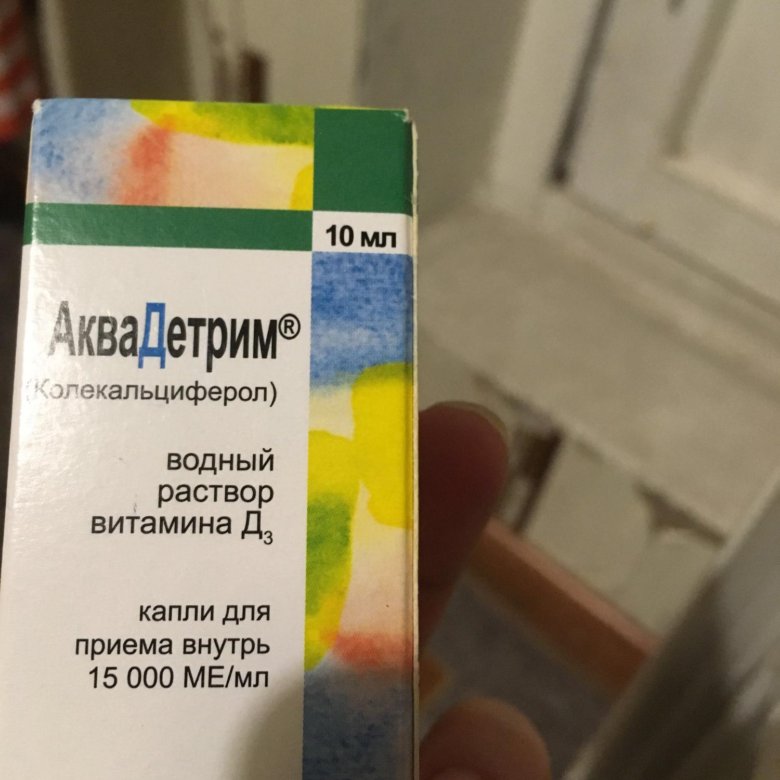 10 мл
АкваДетрим®
(Колекальциферол)
водный
раствор
витамина Д₃
капли для
приема внутрь
15 000 МЕ/мл